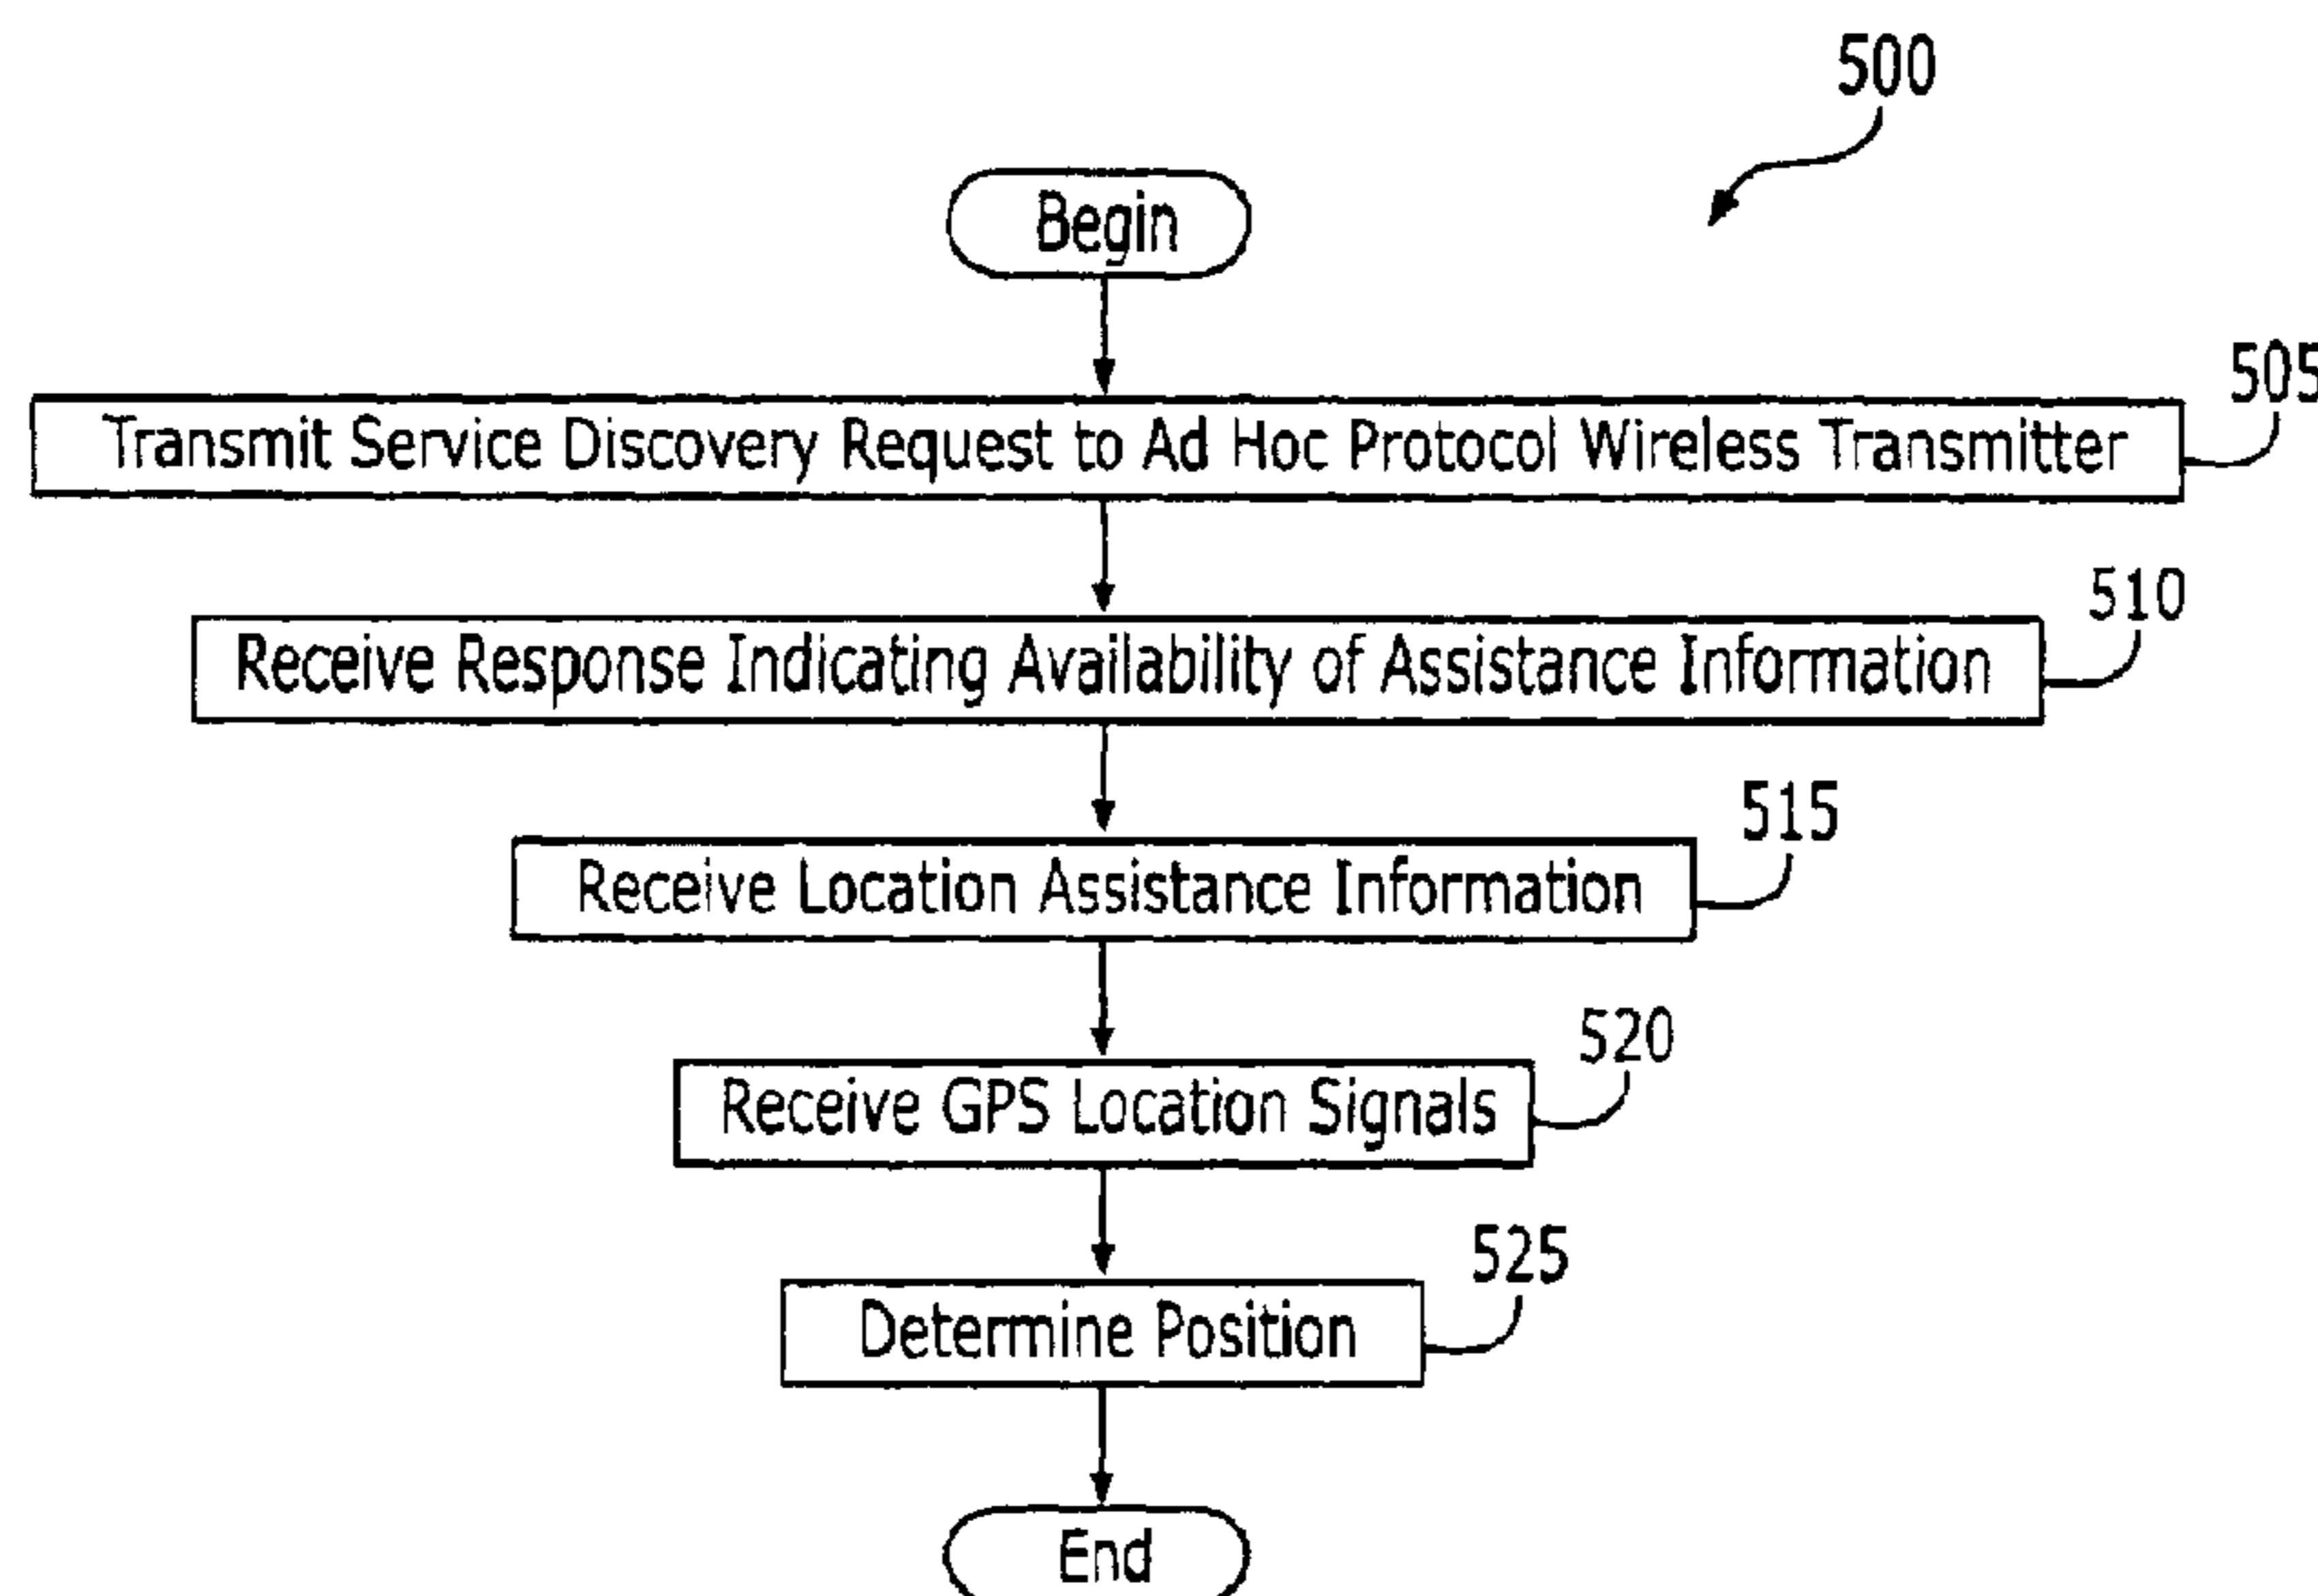 500
Begin
505
Transmit Service Discovery Request to Ad Hoc Protocol Wireless Transmitter
510
Receive Response Indicating Availability of Assistance Information
515
Receive Location Assistance Information
520
Receive GPS Location Signals
525
Determine Position
End